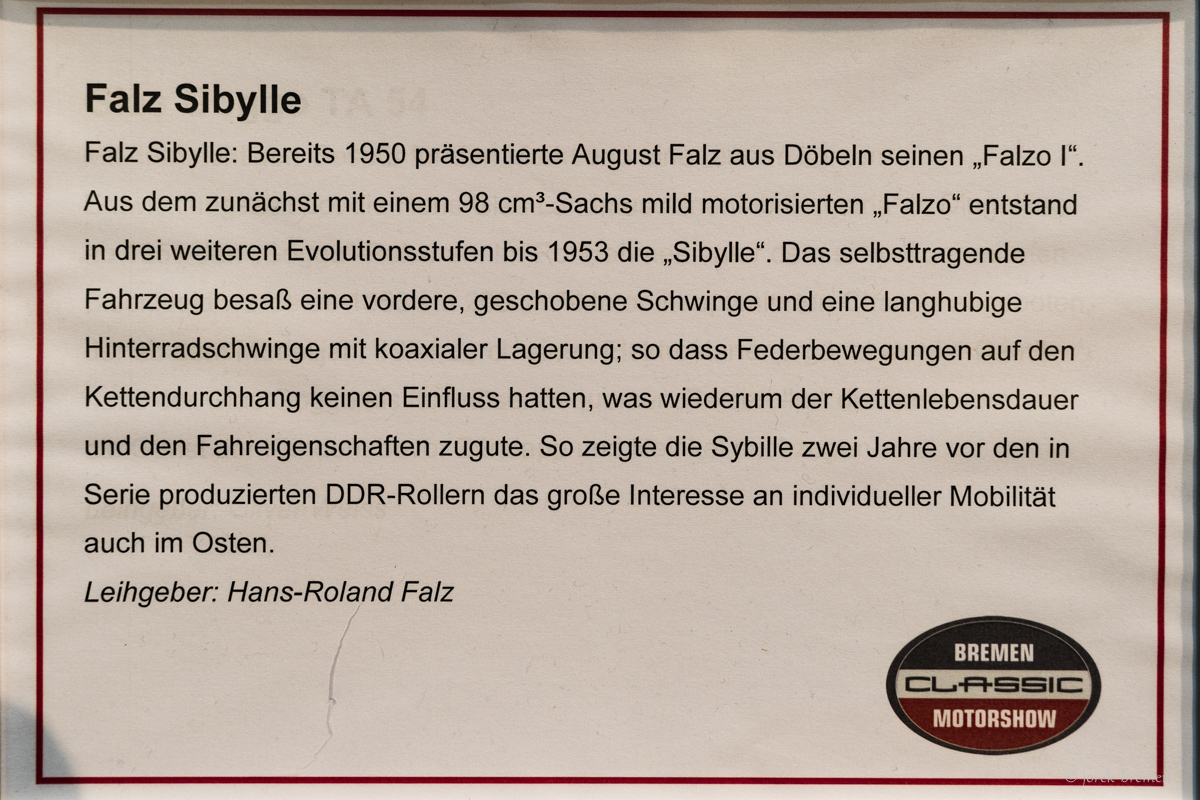 Falz Sibylle
Falz Sibylle: Bereits 1950 präsentierte August Falz aus Döbeln seinen „Falzo I“.
Aus dem zunächst mit einem 98 cm³-Sachs mild motorisierten „Falzo“ entstand
in drei weiteren Evolutionsstufen bis 1953 die „Sibylle“. Das selbsttragende
Fahrzeug besaß eine vordere, geschobene Schwinge und eine langhubige
Hinterradschwinge mit koaxialer Lagerung; so dass Federbewegungen auf den
Kettendurchhang keinen Einfluss hatten, was wiederum der Kettenlebensdauer
und den Fahreigenschaften zugute. So zeigte die Sybille zwei Jahre vor den in
Serie produzierten DDR-Rollern das große Interesse an individueller Mobilität
auch im Osten.
Leihgeber: Hans-Roland Falz
BREMEN
CLASSIC
MOTORSHOW